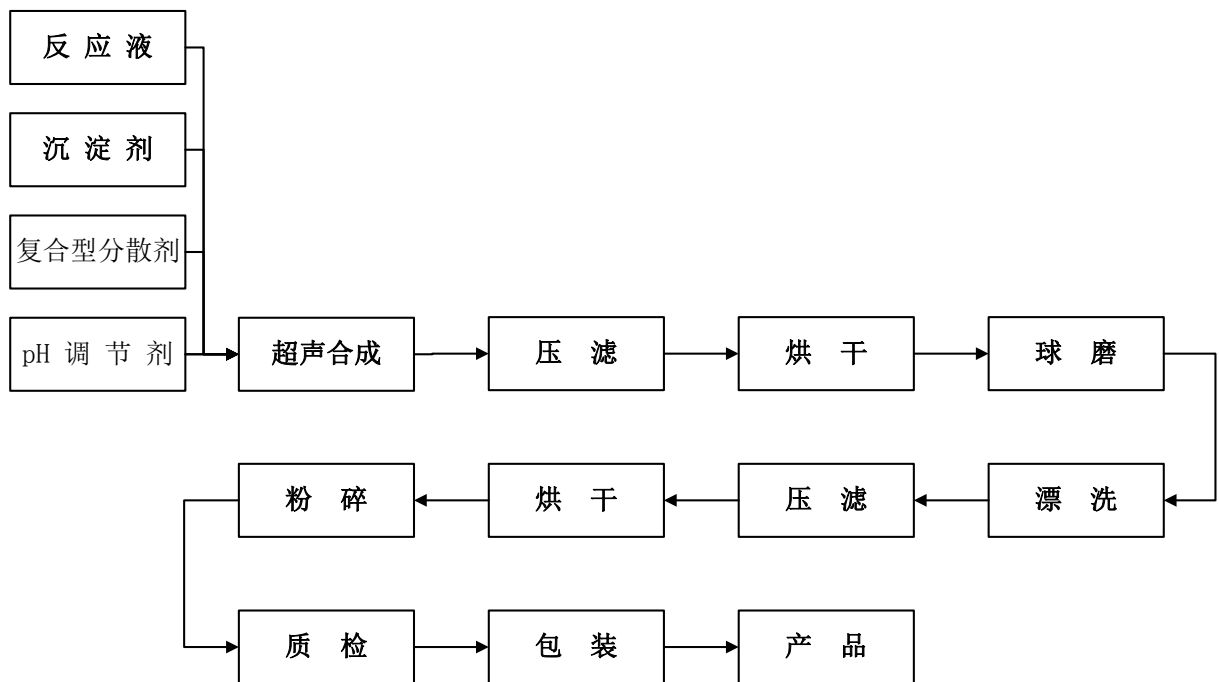 反 应 液
沉 淀 剂
复合型分散剂
pH 调 节 剂
超声合成
压 滤
烘 干
球 磨
粉 碎
烘 干
压 滤
漂 洗
质 检
包 装
产 品